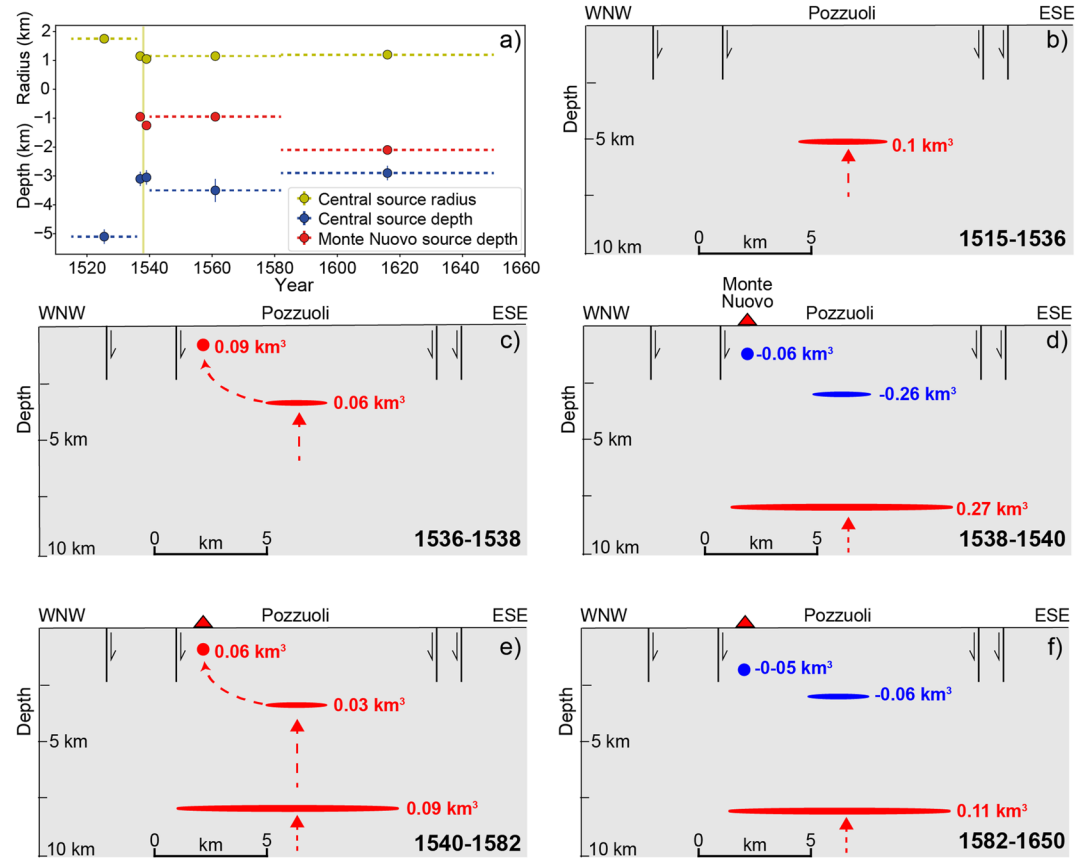 a)
Radius (km)
Depth (km)
2
1
0
−1
−2
−3
−4
−5
Central source radius
Central source depth
Monte Nuovo source depth
1520 1540 1560 1580 1600 1620 1640 1660
Year
WNW Pozzuoli ESE
b)
Depth
5 km
0.1 km³
10 km
0 km 5
1515-1536
WNW Pozzuoli ESE
c)
0.09 km³
0.06 km³
Depth
5 km
10 km
0 km 5
1536-1538
Monte
Nuovo
WNW Pozzuoli ESE
d)
-0.06 km³
-0.26 km³
Depth
5 km
0.27 km³
10 km
0 km 5
1538-1540
WNW Pozzuoli ESE
e)
0.06 km³
0.03 km³
Depth
5 km
0.09 km³
10 km
0 km 5
1540-1582
WNW Pozzuoli ESE
f)
-0-05 km³
-0.06 km³
Depth
5 km
0.11 km³
10 km
0 km 5
1582-1650